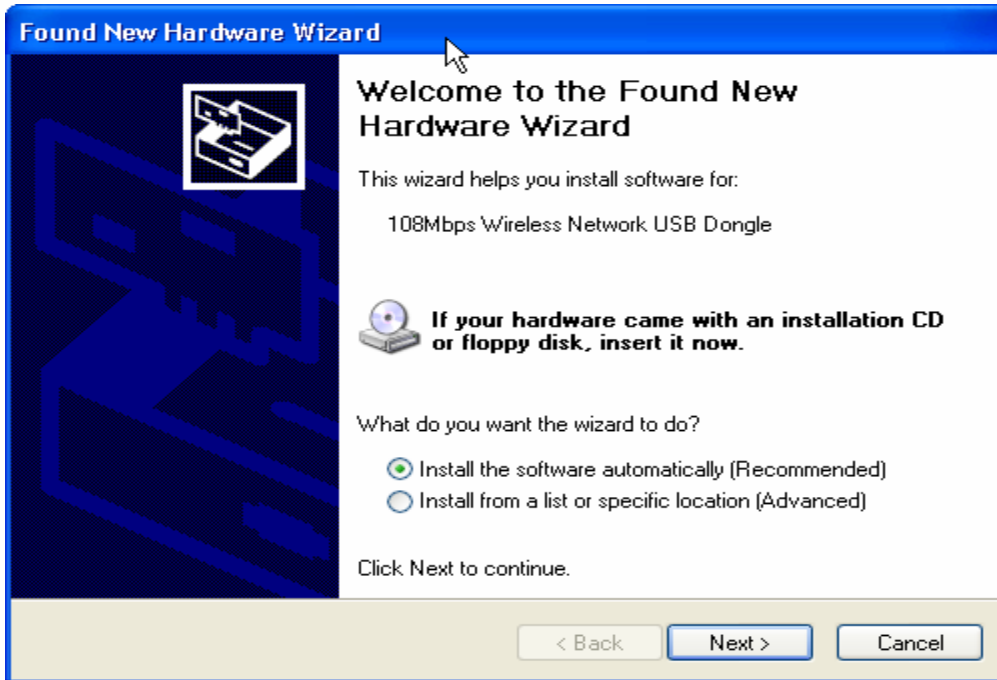 Found New Hardware Wizard
Welcome to the Found New
Hardware Wizard
This wizard helps you install software for:
108Mbps Wireless Network USB Dongle
If your hardware came with an installation CD
or floppy disk, insert it now.
What do you want the wizard to do?
Install the software automatically (Recommended)
Install from a list or specific location (Advanced)
Click Next to continue.
< Back Next > Cancel